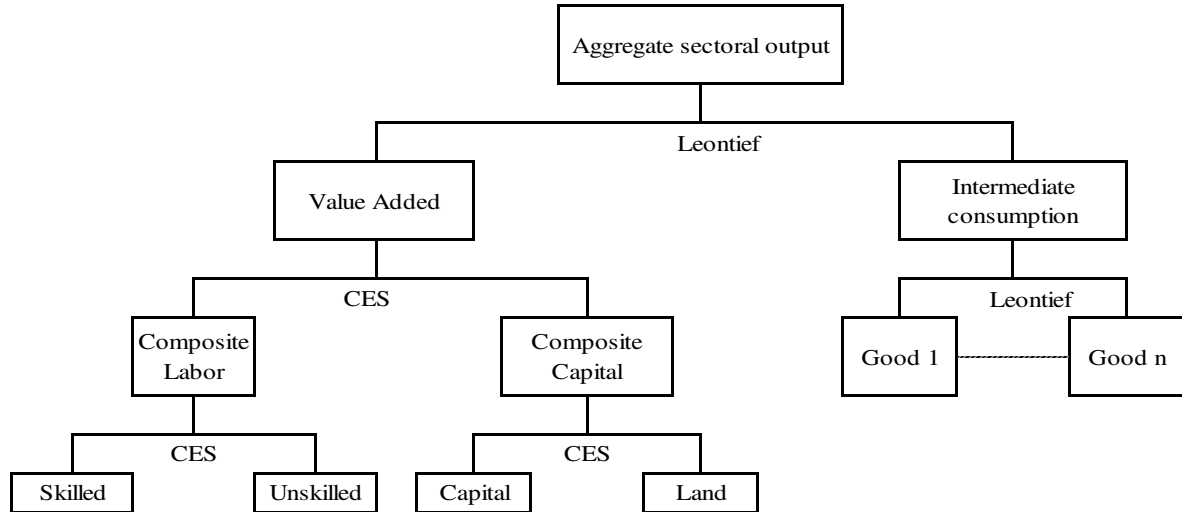 Aggregate sectoral output
Leontief
Value Added
Intermediate
consumption
CES
Leontief
Composite
Labor
Composite
Capital
Good 1
Good n
CES
CES
Skilled
Unskilled
Capital
Land